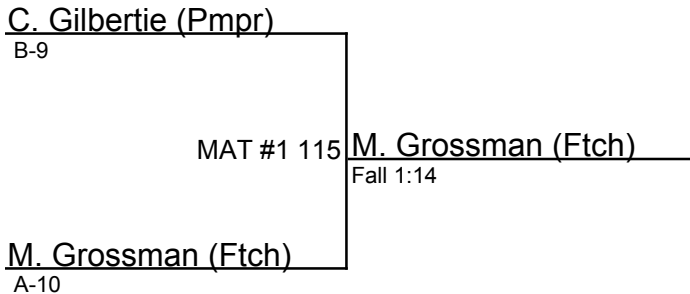 C. Gilbertie (Pmpr)
B-9
MAT #1 115
M. Grossman (Ftch)
Fall 1:14
M. Grossman (Ftch)
A-10